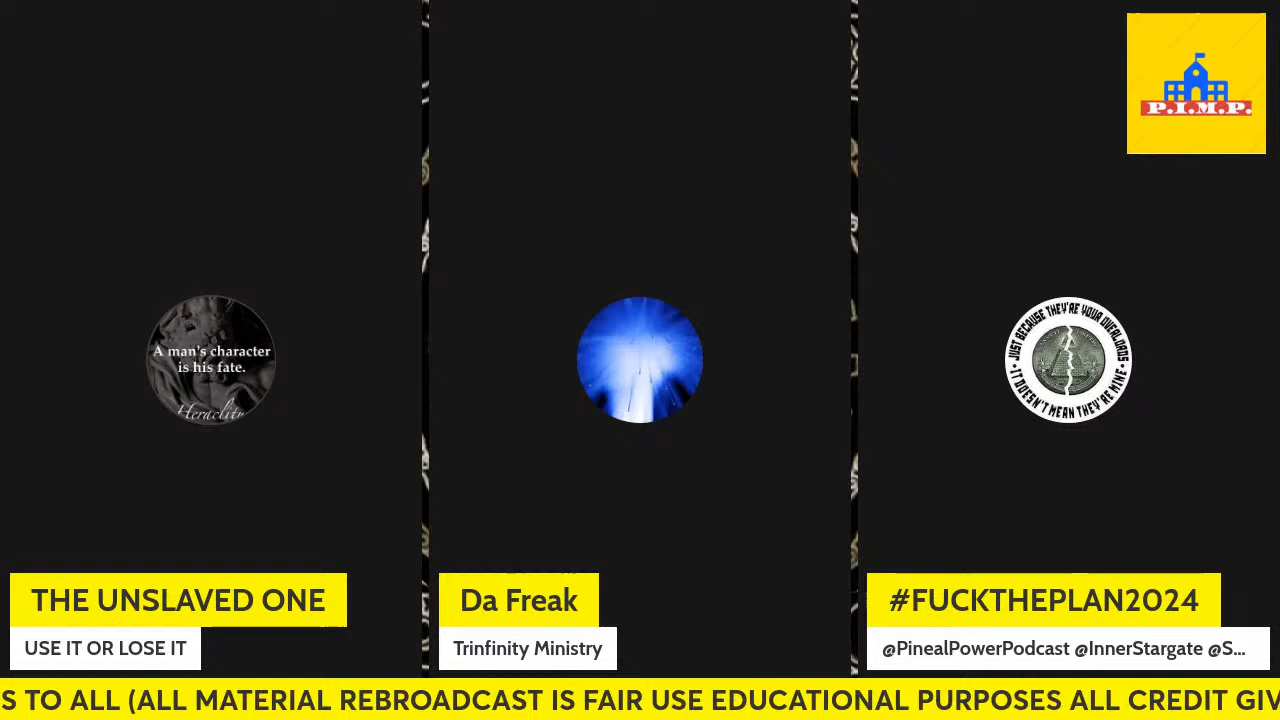 P.I.M.P.
A man's character
is his fate.
Heraclitu
JUST BECAUSE THEY'RE YOUR OVERLORDS
• IT DOESN'T MEAN THEY'RE MINE •
THE UNSLAVED ONE
USE IT OR LOSE IT
Da Freak
Trinfinity Ministry
#FUCKTHEPLAN2024
@PinealPowerPodcast @InnerStargate @S...
S TO ALL (ALL MATERIAL REBROADCAST IS FAIR USE EDUCATIONAL PURPOSES ALL CREDIT GIV